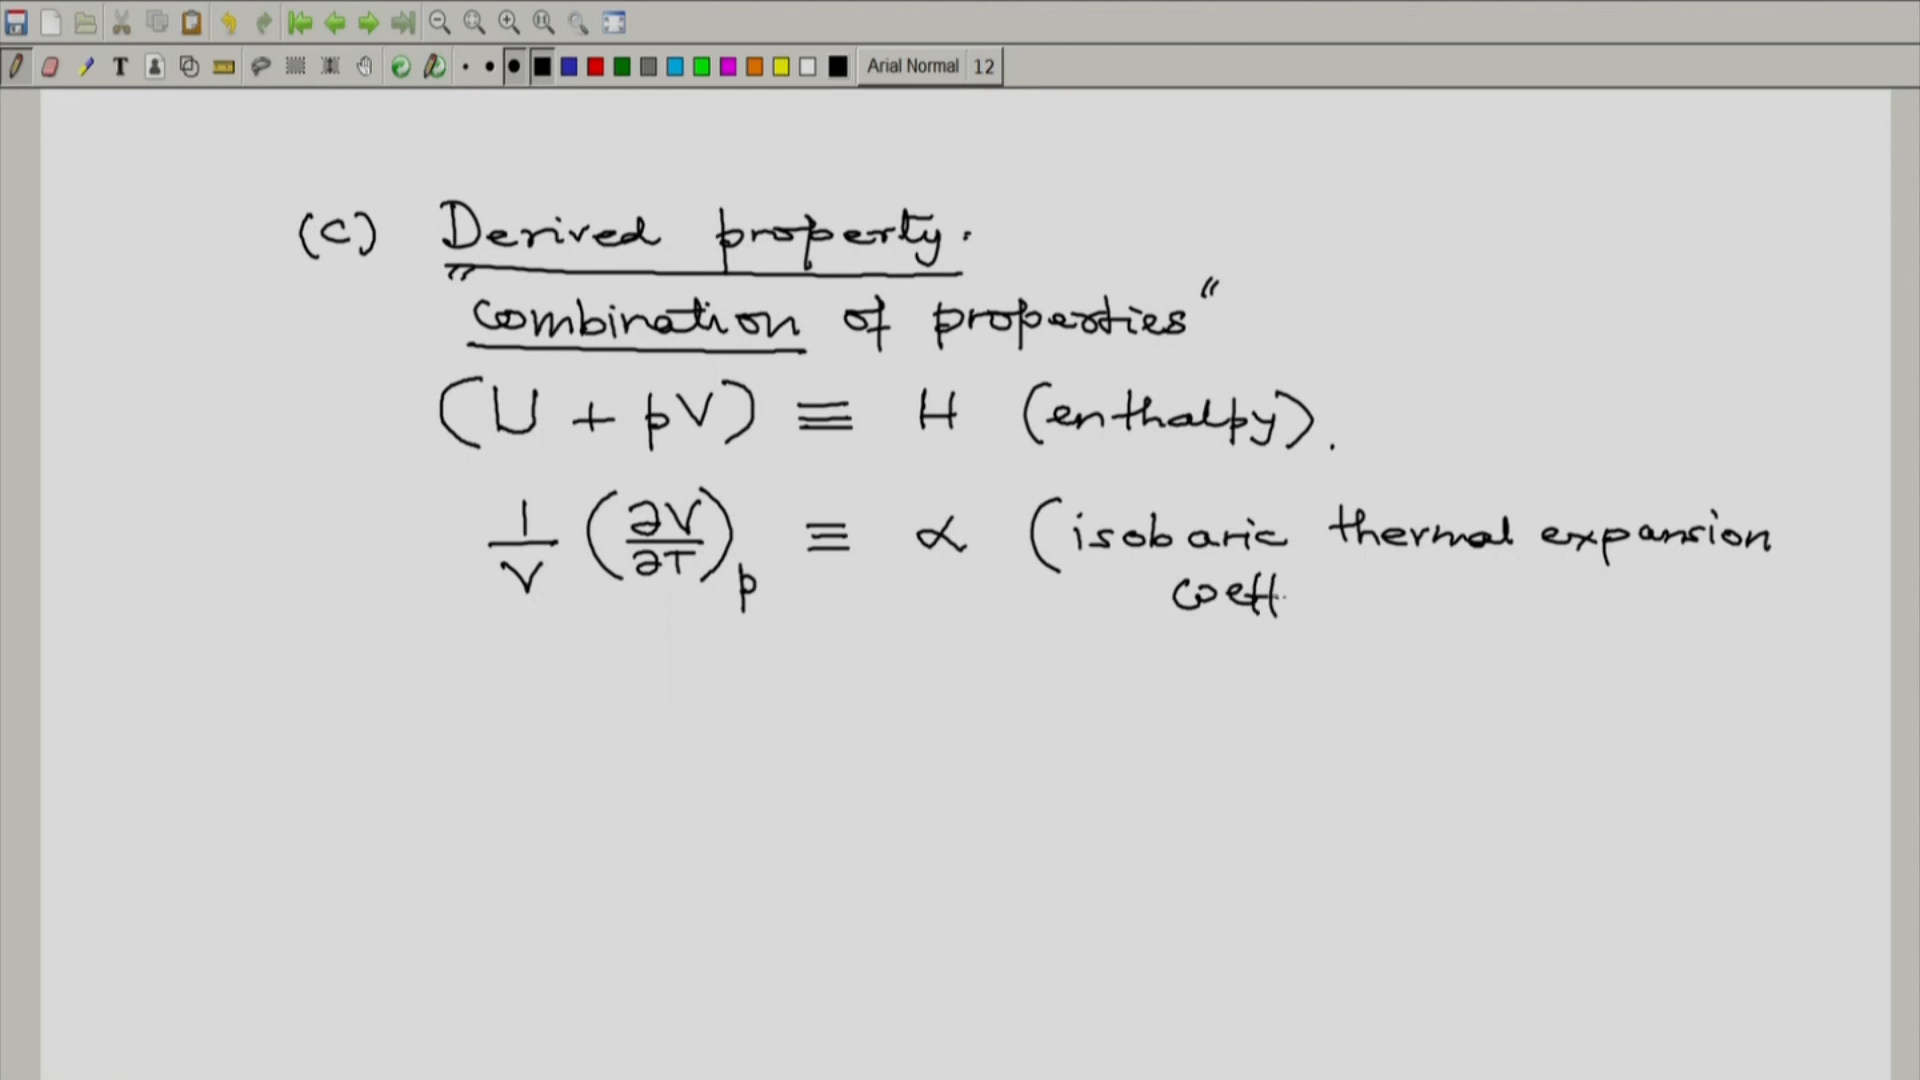 Arial Normal 12
(C) Derived property.
"combination of properties"
(U + pV) ≡ H (enthalpy).
1/V (∂V/∂T)p ≡ α (isobaric thermal expansion
coeff